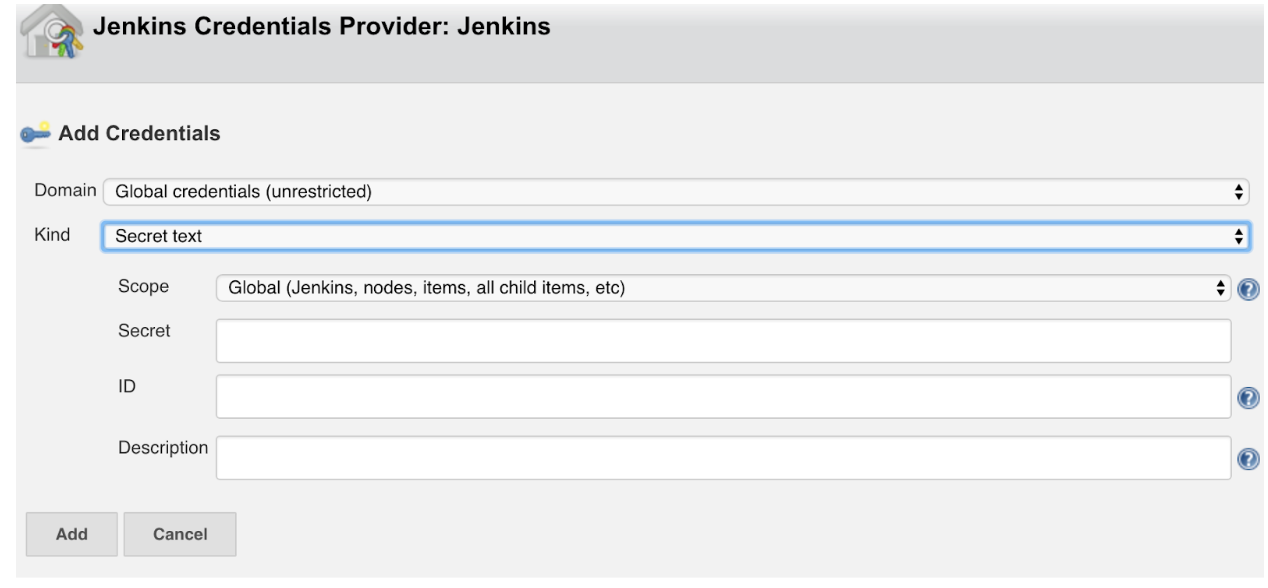 Jenkins Credentials Provider: Jenkins
Add Credentials
Domain Global credentials (unrestricted)
Kind Secret text
Scope Global (Jenkins, nodes, items, all child items, etc)
Secret
ID
Description
Add Cancel